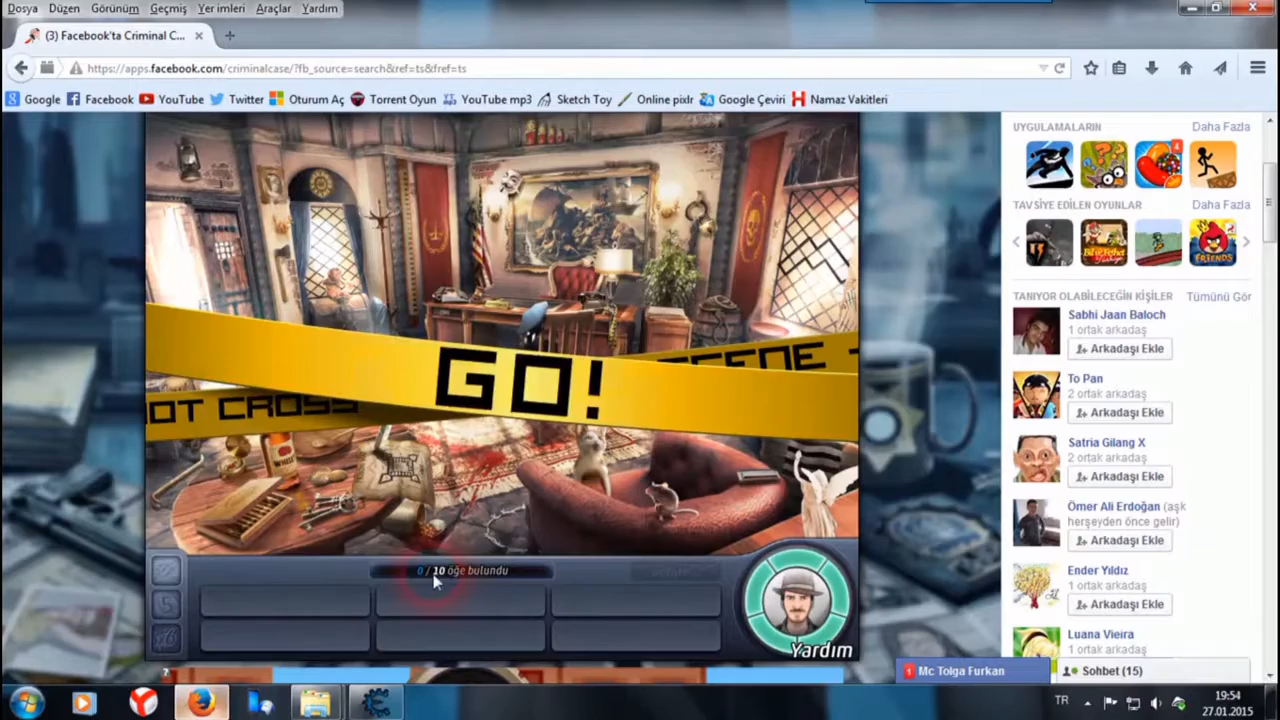 Dosya Düzen Görünüm Geçmiş Yer imleri Araçlar Yardım
(3) Facebook'ta Criminal C...
https://apps.facebook.com/criminalcase/?fb_source=search&ref=ts&fref=ts
Google Facebook YouTube Twitter Oturum Aç Torrent Oyun YouTube mp3 Sketch Toy Online pixlr Google Çeviri Namaz Vakitleri
UYGULAMALARIN Daha Fazla
4
TAVSİYE EDİLEN OYUNLAR Daha Fazla
FRIENDS
TANIYOR OLABİLECEĞİN KİŞİLER Tümünü Gör
Sabhi Jaan Baloch
1 ortak arkadaş
Arkadaşı Ekle
To Pan
2 ortak arkadaş
Arkadaşı Ekle
Satria Gilang X
2 ortak arkadaş
Arkadaşı Ekle
Ömer Ali Erdoğan (aşk
herşeyden önce gelir)
Arkadaşı Ekle
Ender Yıldız
1 ortak arkadaş
Arkadaşı Ekle
Luana Vieira
1 ortak arkadaş
GO!
OT CROSS
0 / 10 öğe bulundu
Yardım
?
1 Mc Tolga Furkan
Sohbet (15)
TR
19:54
27.01.2015